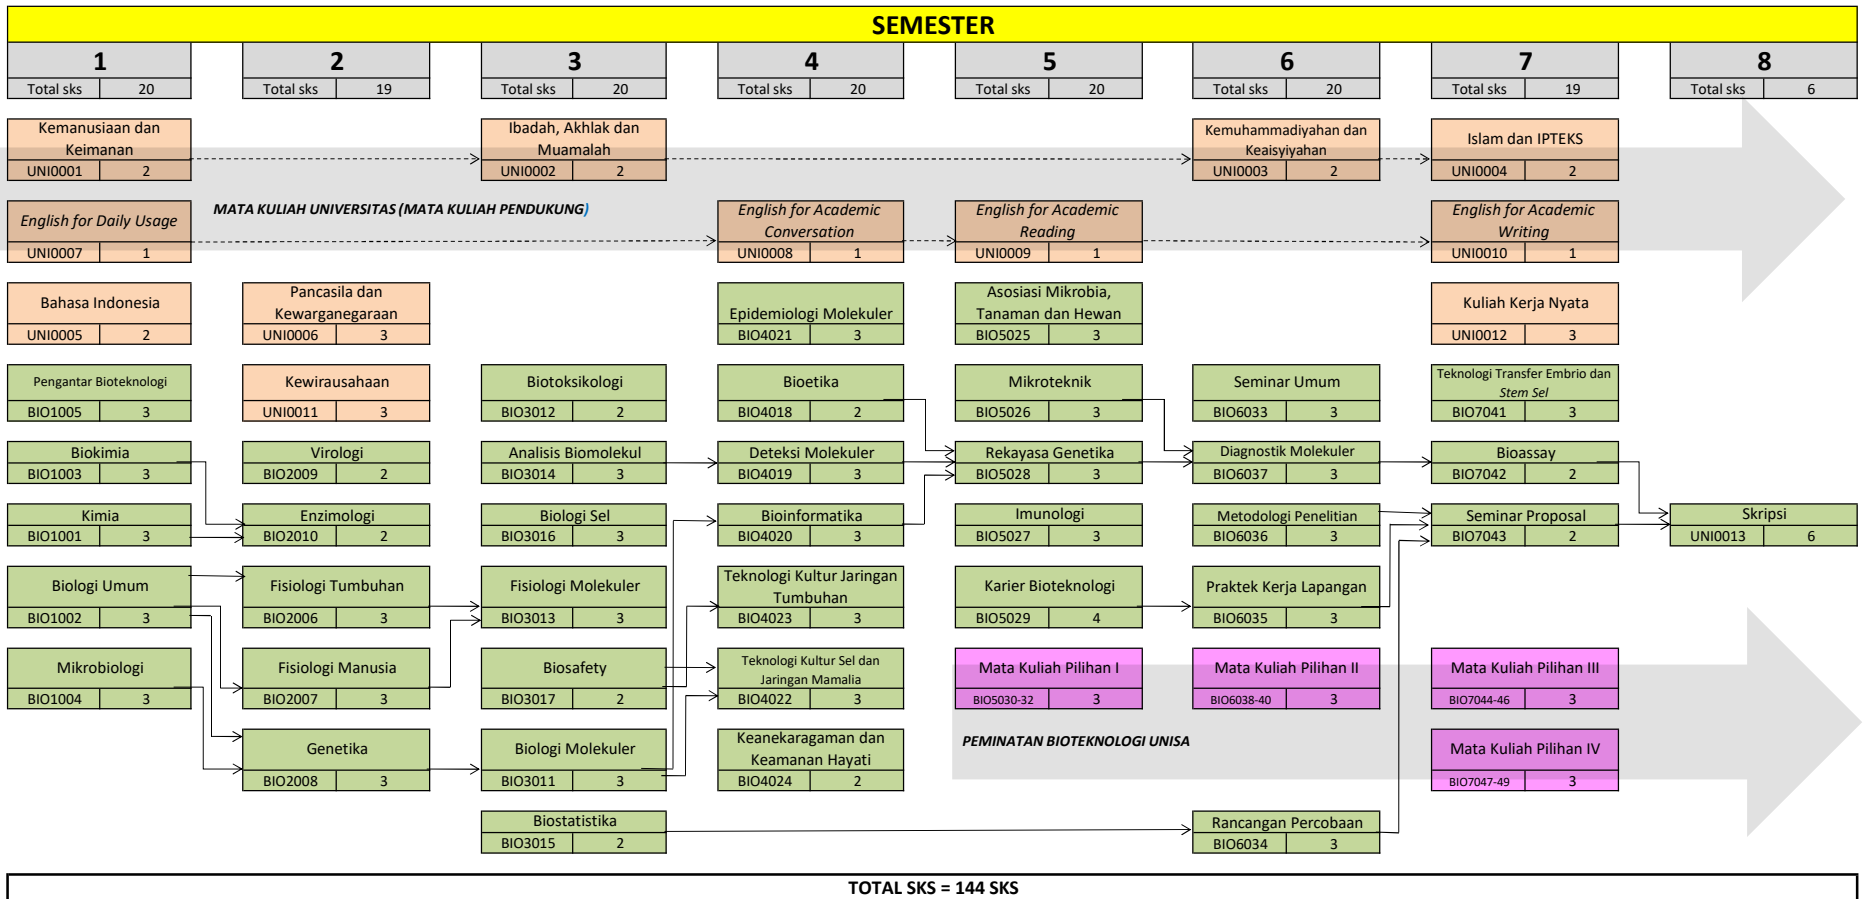 SEMESTER
1 2 3 4 5 6 7 8
Total sks 20 Total sks 19 Total sks 20 Total sks 20 Total sks 20 Total sks 20 Total sks 19 Total sks 6
Kemanusiaan dan
Keimanan
UNI0001 2
Ibadah, Akhlak dan
Muamalah
UNI0002 2
Kemuhammadiyahan dan
Keaisyiyahan
UNI0003 2
Islam dan IPTEKS
UNI0004 2
MATA KULIAH UNIVERSITAS (MATA KULIAH PENDUKUNG)
English for Daily Usage
UNI0007 1
English for Academic
Conversation
UNI0008 1
English for Academic
Reading
UNI0009 1
English for Academic
Writing
UNI0010 1
Bahasa Indonesia
UNI0005 2
Pancasila dan
Kewarganegaraan
UNI0006 3
Epidemiologi Molekuler
BIO4021 3
Asosiasi Mikrobia,
Tanaman dan Hewan
BIO5025 3
Kuliah Kerja Nyata
UNI0012 3
Pengantar Bioteknologi
BIO1005 3
Kewirausahaan
UNI0011 3
Biotoksikologi
BIO3012 2
Bioetika
BIO4018 2
Mikroteknik
BIO5026 3
Seminar Umum
BIO6033 3
Teknologi Transfer Embrio dan
Stem Sel
BIO7041 3
Biokimia
BIO1003 3
Virologi
BIO2009 2
Analisis Biomolekul
BIO3014 3
Deteksi Molekuler
BIO4019 3
Rekayasa Genetika
BIO5028 3
Diagnostik Molekuler
BIO6037 3
Bioassay
BIO7042 2
Kimia
BIO1001 3
Enzimologi
BIO2010 2
Biologi Sel
BIO3016 3
Bioinformatika
BIO4020 3
Imunologi
BIO5027 3
Metodologi Penelitian
BIO6036 3
Seminar Proposal
BIO7043 2
Skripsi
UNI0013 6
Biologi Umum
BIO1002 3
Fisiologi Tumbuhan
BIO2006 3
Fisiologi Molekuler
BIO3013 3
Teknologi Kultur Jaringan
Tumbuhan
BIO4023 3
Karier Bioteknologi
BIO5029 4
Praktek Kerja Lapangan
BIO6035 3
Mikrobiologi
BIO1004 3
Fisiologi Manusia
BIO2007 3
Biosafety
BIO3017 2
Teknologi Kultur Sel dan
Jaringan Mamalia
BIO4022 3
Mata Kuliah Pilihan I
BIO5030-32 3
Mata Kuliah Pilihan II
BIO6038-40 3
Mata Kuliah Pilihan III
BIO7044-46 3
Genetika
BIO2008 3
Biologi Molekuler
BIO3011 3
Keanekaragaman dan
Keamanan Hayati
BIO4024 2
PEMINATAN BIOTEKNOLOGI UNISA
Mata Kuliah Pilihan IV
BIO7047-49 3
Biostatistika
BIO3015 2
Rancangan Percobaan
BIO6034 3
TOTAL SKS = 144 SKS